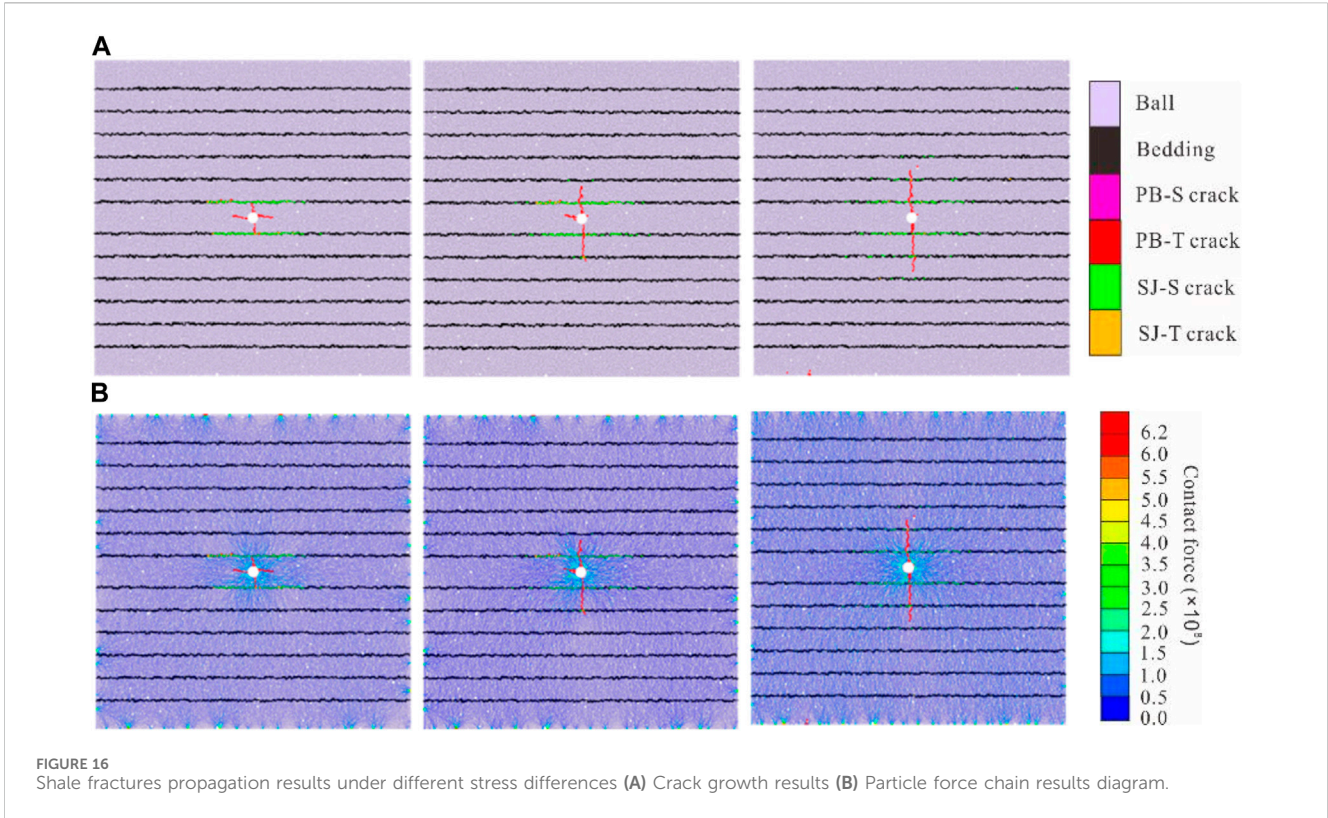 A
Ball
Bedding
PB-S crack
PB-T crack
SJ-S crack
SJ-T crack
B
6.2
6.0
5.5
5.0
4.5
4.0
3.0
2.5
2.0
1.5
1.0
0.5
0.0
Contact force (×10⁸)
FIGURE 16
Shale fractures propagation results under different stress differences (A) Crack growth results (B) Particle force chain results diagram.